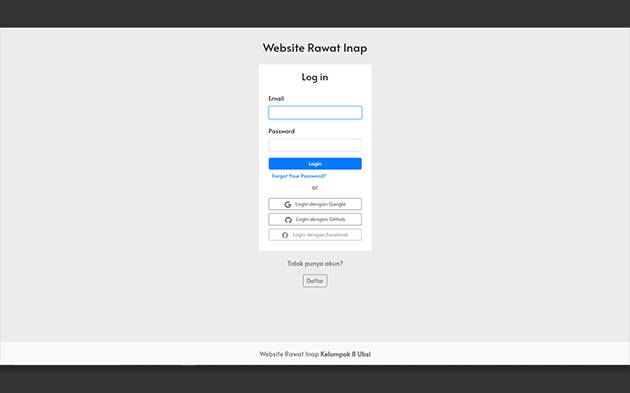 Website Rawat Inap
Log in
Email
Password
Login
Forgot Your Password?
or
Login dengan Google
Login dengan Github
Login dengan Facebook
Tidak punya akun?
Daftar
Website Rawat Inap Kelompok 8 Ubsi